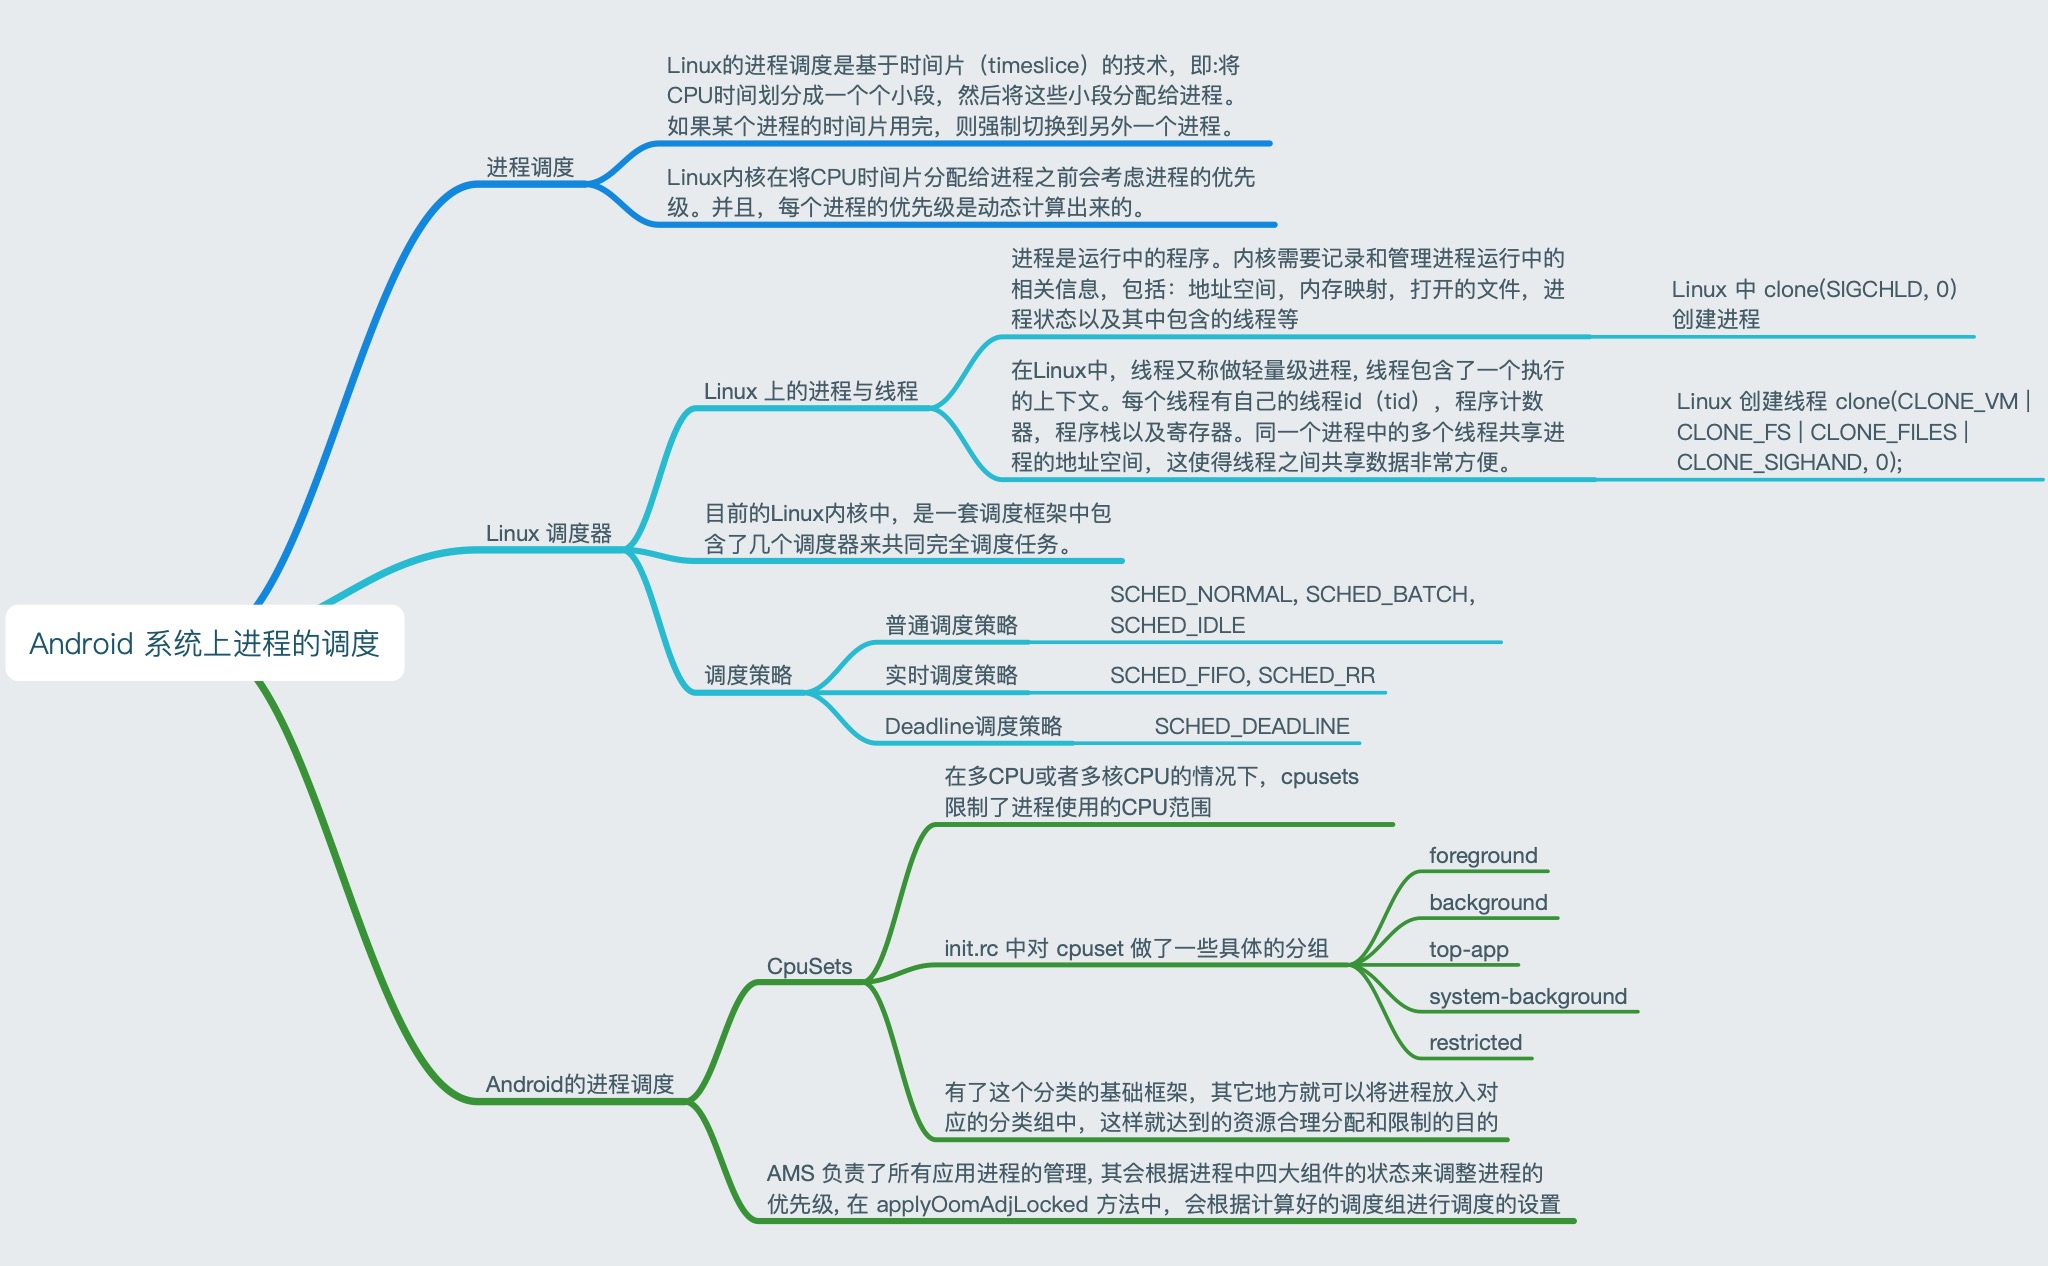 Linux的进程调度是基于时间片（timeslice）的技术，即:将
CPU时间划分成一个个小段，然后将这些小段分配给进程。
如果某个进程的时间片用完，则强制切换到另外一个进程。
进程调度
Linux内核在将CPU时间片分配给进程之前会考虑进程的优先
级。并且，每个进程的优先级是动态计算出来的。
进程是运行中的程序。内核需要记录和管理进程运行中的
相关信息，包括：地址空间，内存映射，打开的文件，进
程状态以及其中包含的线程等
Linux 中 clone(SIGCHLD, 0)
创建进程
Linux 上的进程与线程
在Linux中，线程又称做轻量级进程, 线程包含了一个执行
的上下文。每个线程有自己的线程id（tid），程序计数
器，程序栈以及寄存器。同一个进程中的多个线程共享进
程的地址空间，这使得线程之间共享数据非常方便。
Linux 创建线程 clone(CLONE_VM |
CLONE_FS | CLONE_FILES |
CLONE_SIGHAND, 0);
Linux 调度器
目前的Linux内核中，是一套调度框架中包
含了几个调度器来共同完全调度任务。
调度策略
普通调度策略
SCHED_NORMAL, SCHED_BATCH,
SCHED_IDLE
实时调度策略
SCHED_FIFO, SCHED_RR
Deadline调度策略
SCHED_DEADLINE
Android 系统上进程的调度
在多CPU或者多核CPU的情况下，cpusets
限制了进程使用的CPU范围
CpuSets
init.rc 中对 cpuset 做了一些具体的分组
foreground
background
top-app
system-background
restricted
有了这个分类的基础框架，其它地方就可以将进程放入对
应的分类组中，这样就达到的资源合理分配和限制的目的
Android的进程调度
AMS 负责了所有应用进程的管理, 其会根据进程中四大组件的状态来调整进程的
优先级, 在 applyOomAdjLocked 方法中，会根据计算好的调度组进行调度的设置